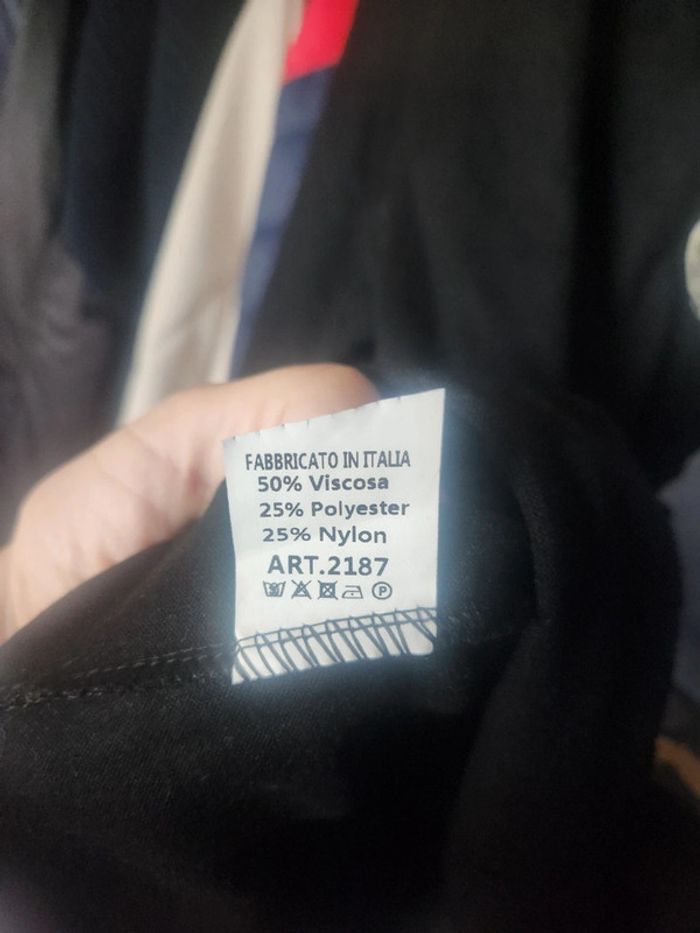 FABBRICATO IN ITALIA
50% Viscosa
25% Polyester
25% Nylon
ART.2187
P